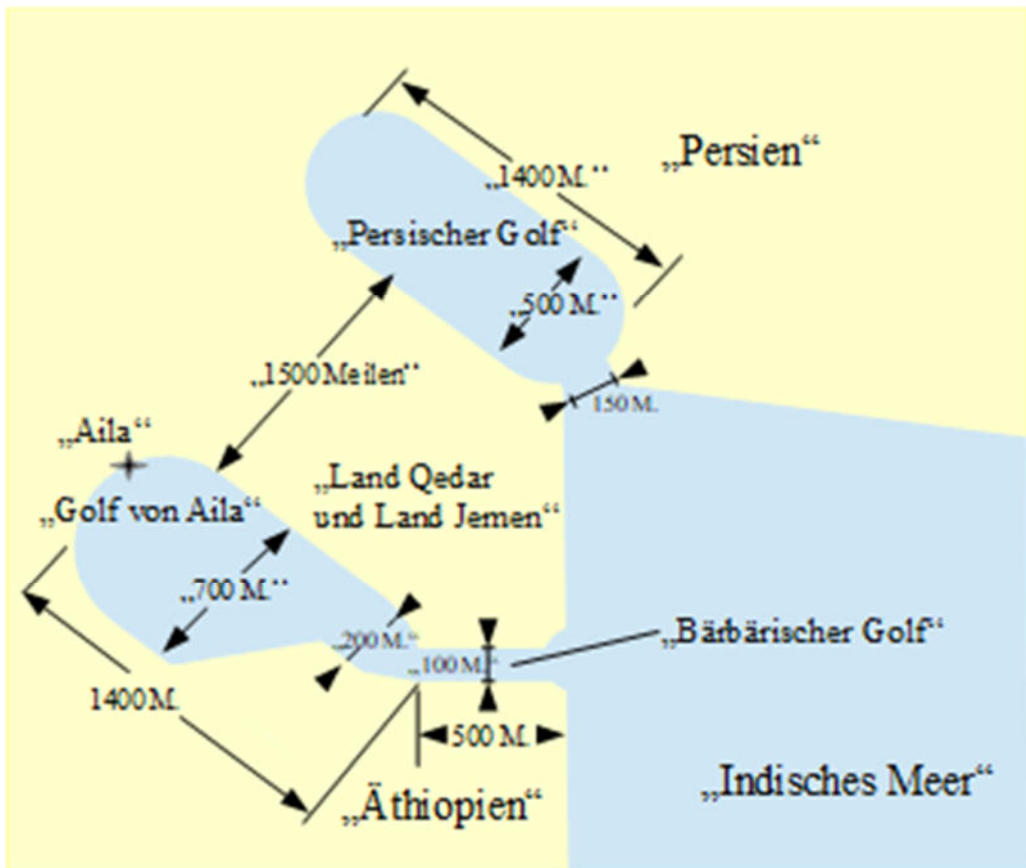 „Persien“
„1400 M.“
„Persischer Golf“
„500 M.“
„1500 Meilen“
150 M.
„Aila“
„Land Qedar
und Land Jemen“
„Golf von Aila“
„700 M.“
„200 M.“
„Bärbärischer Golf“
„100 M.“
1400 M.
500 M.
„Indisches Meer“
„Äthiopien“